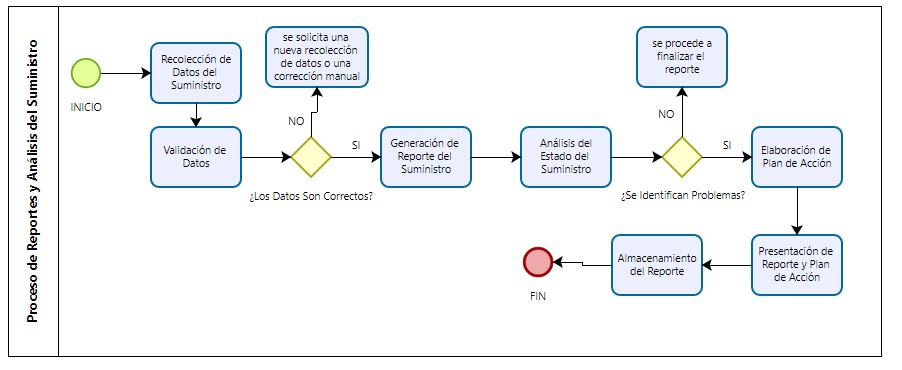 Proceso de Reportes y Análisis del Suministro
INICIO
Recolección de
Datos del
Suministro
Validación de
Datos
se solicita una
nueva recolección
de datos o una
corrección manual
NO
SI
¿Los Datos Son Correctos?
Generación de
Reporte del
Suministro
Análisis del
Estado del
Suministro
se procede a
finalizar el
reporte
NO
SI
¿Se Identifican Problemas?
Elaboración de
Plan de Acción
Presentación de
Reporte y Plan
de Acción
Almacenamiento
del Reporte
FIN